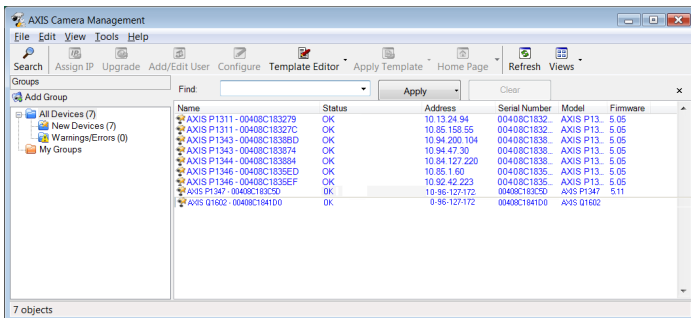 AXIS Camera Management
File Edit View Tools Help
Search Assign IP Upgrade Add/Edit User Configure Template Editor Apply Template Home Page Refresh Views
Groups
Add Group
Find: Apply Clear
All Devices (7)
New Devices (7)
Warnings/Errors (0)
My Groups
Name Status Address Serial Number Model Firmware
AXIS P1311 - 00408C183279 OK 10.13.24.94 00408C1832... AXIS P13... 5.05
AXIS P1311 - 00408C18327C OK 10.85.158.55 00408C1832... AXIS P13... 5.05
AXIS P1343 - 00408C1838BD OK 10.94.200.104 00408C1838... AXIS P13... 5.05
AXIS P1343 - 00408C183874 OK 10.94.47.30 00408C1838... AXIS P13... 5.05
AXIS P1344 - 00408C183884 OK 10.84.127.220 00408C1838... AXIS P13... 5.05
AXIS P1346 - 00408C1835ED OK 10.85.1.60 00408C1835... AXIS P13... 5.05
AXIS P1346 - 00408C1835EF OK 10.92.42.223 00408C1835... AXIS P13... 5.05
AXIS P1347 - 00408C183C5D OK 10-96-127-172 00408C183C5D AXIS P1347 5.11
AXIS Q1602 - 00408C1841D0 OK 0-96-127-172 00408C1841D0 AXIS Q1602
7 objects